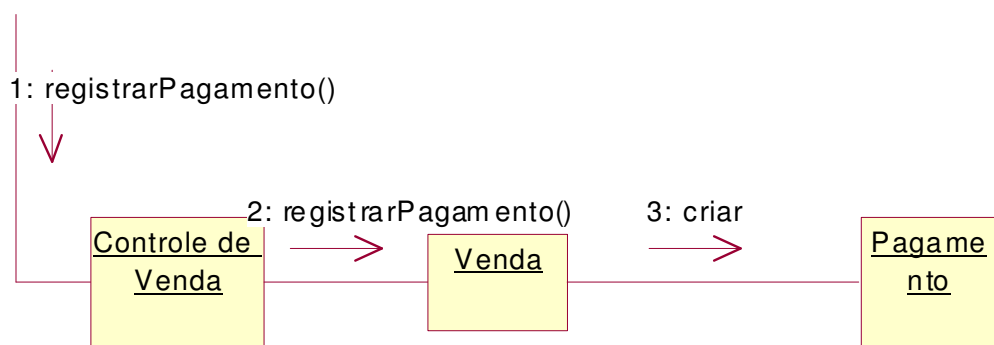 1: registrarPagamento()
2: registrarPagamento()
3: criar
Controle de
Venda
Venda
Pagame
nto